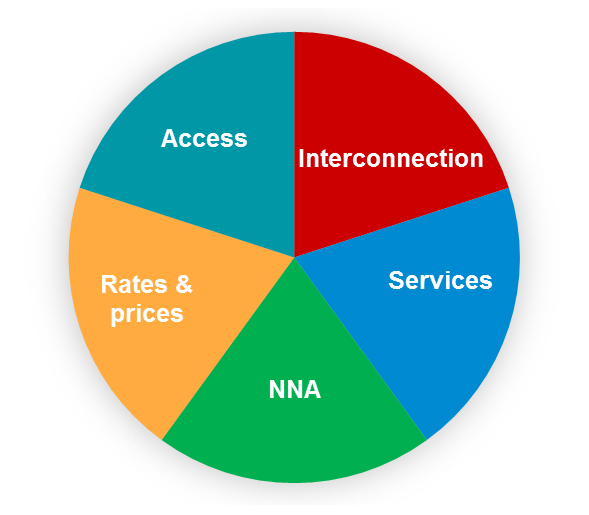 Access
Interconnection
Services
Rates &
prices
NNA